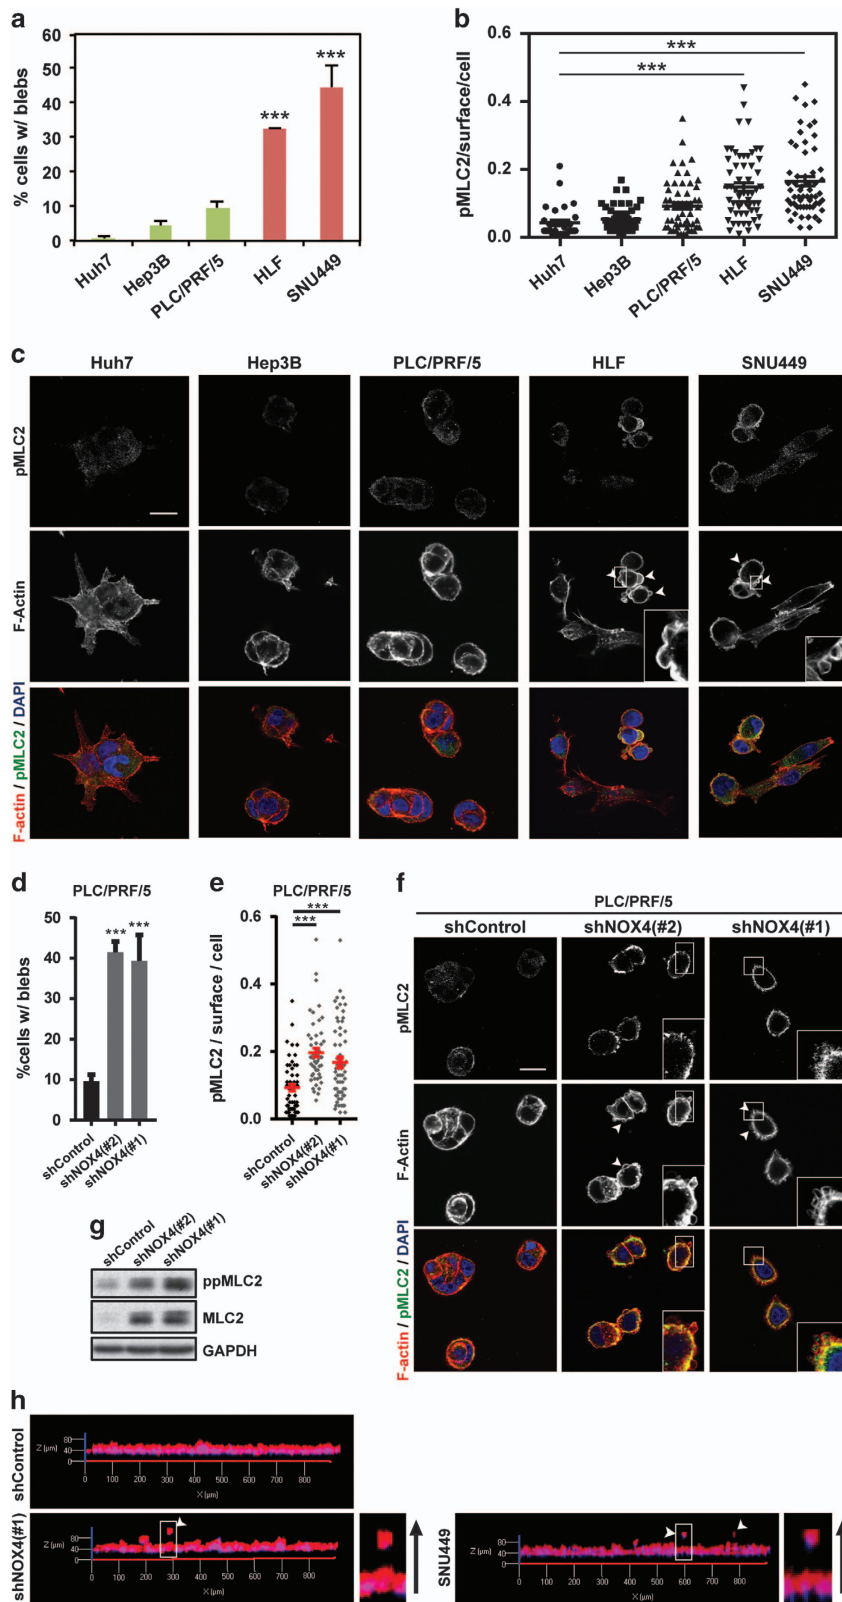 a
% cells w/ blebs
60
50
40
30
20
10
0
***
***
Huh7
Hep3B
PLC/PRF/5
HLF
SNU449
b
pMLC2/surface/cell
0.6
0.4
0.2
0.0
***
***
Huh7
Hep3B
PLC/PRF/5
HLF
SNU449
c
Huh7
Hep3B
PLC/PRF/5
HLF
SNU449
pMLC2
F-Actin
F-actin / pMLC2 / DAPI
d
PLC/PRF/5
%cells w/ blebs
50
40
30
20
10
0
***
***
shControl
shNOX4(#2)
shNOX4(#1)
e
PLC/PRF/5
pMLC2 / surface / cell
0.6
0.4
0.2
0.0
***
***
shControl
shNOX4(#2)
shNOX4(#1)
f
PLC/PRF/5
shControl
shNOX4(#2)
shNOX4(#1)
pMLC2
F-Actin
F-actin / pMLC2 / DAPI
g
shControl
shNOX4(#2)
shNOX4(#1)
ppMLC2
MLC2
GAPDH
h
shControl
Z [µm]
80
40
0 100 200 300 400 500 600 700 800
X [µm]
shNOX4(#1)
Z [µm]
80
40
0 100 200 300 400 500 600 700 800
X [µm]
SNU449
Z [µm]
80
40
0 100 200 300 400 500 600 700 800
X [µm]